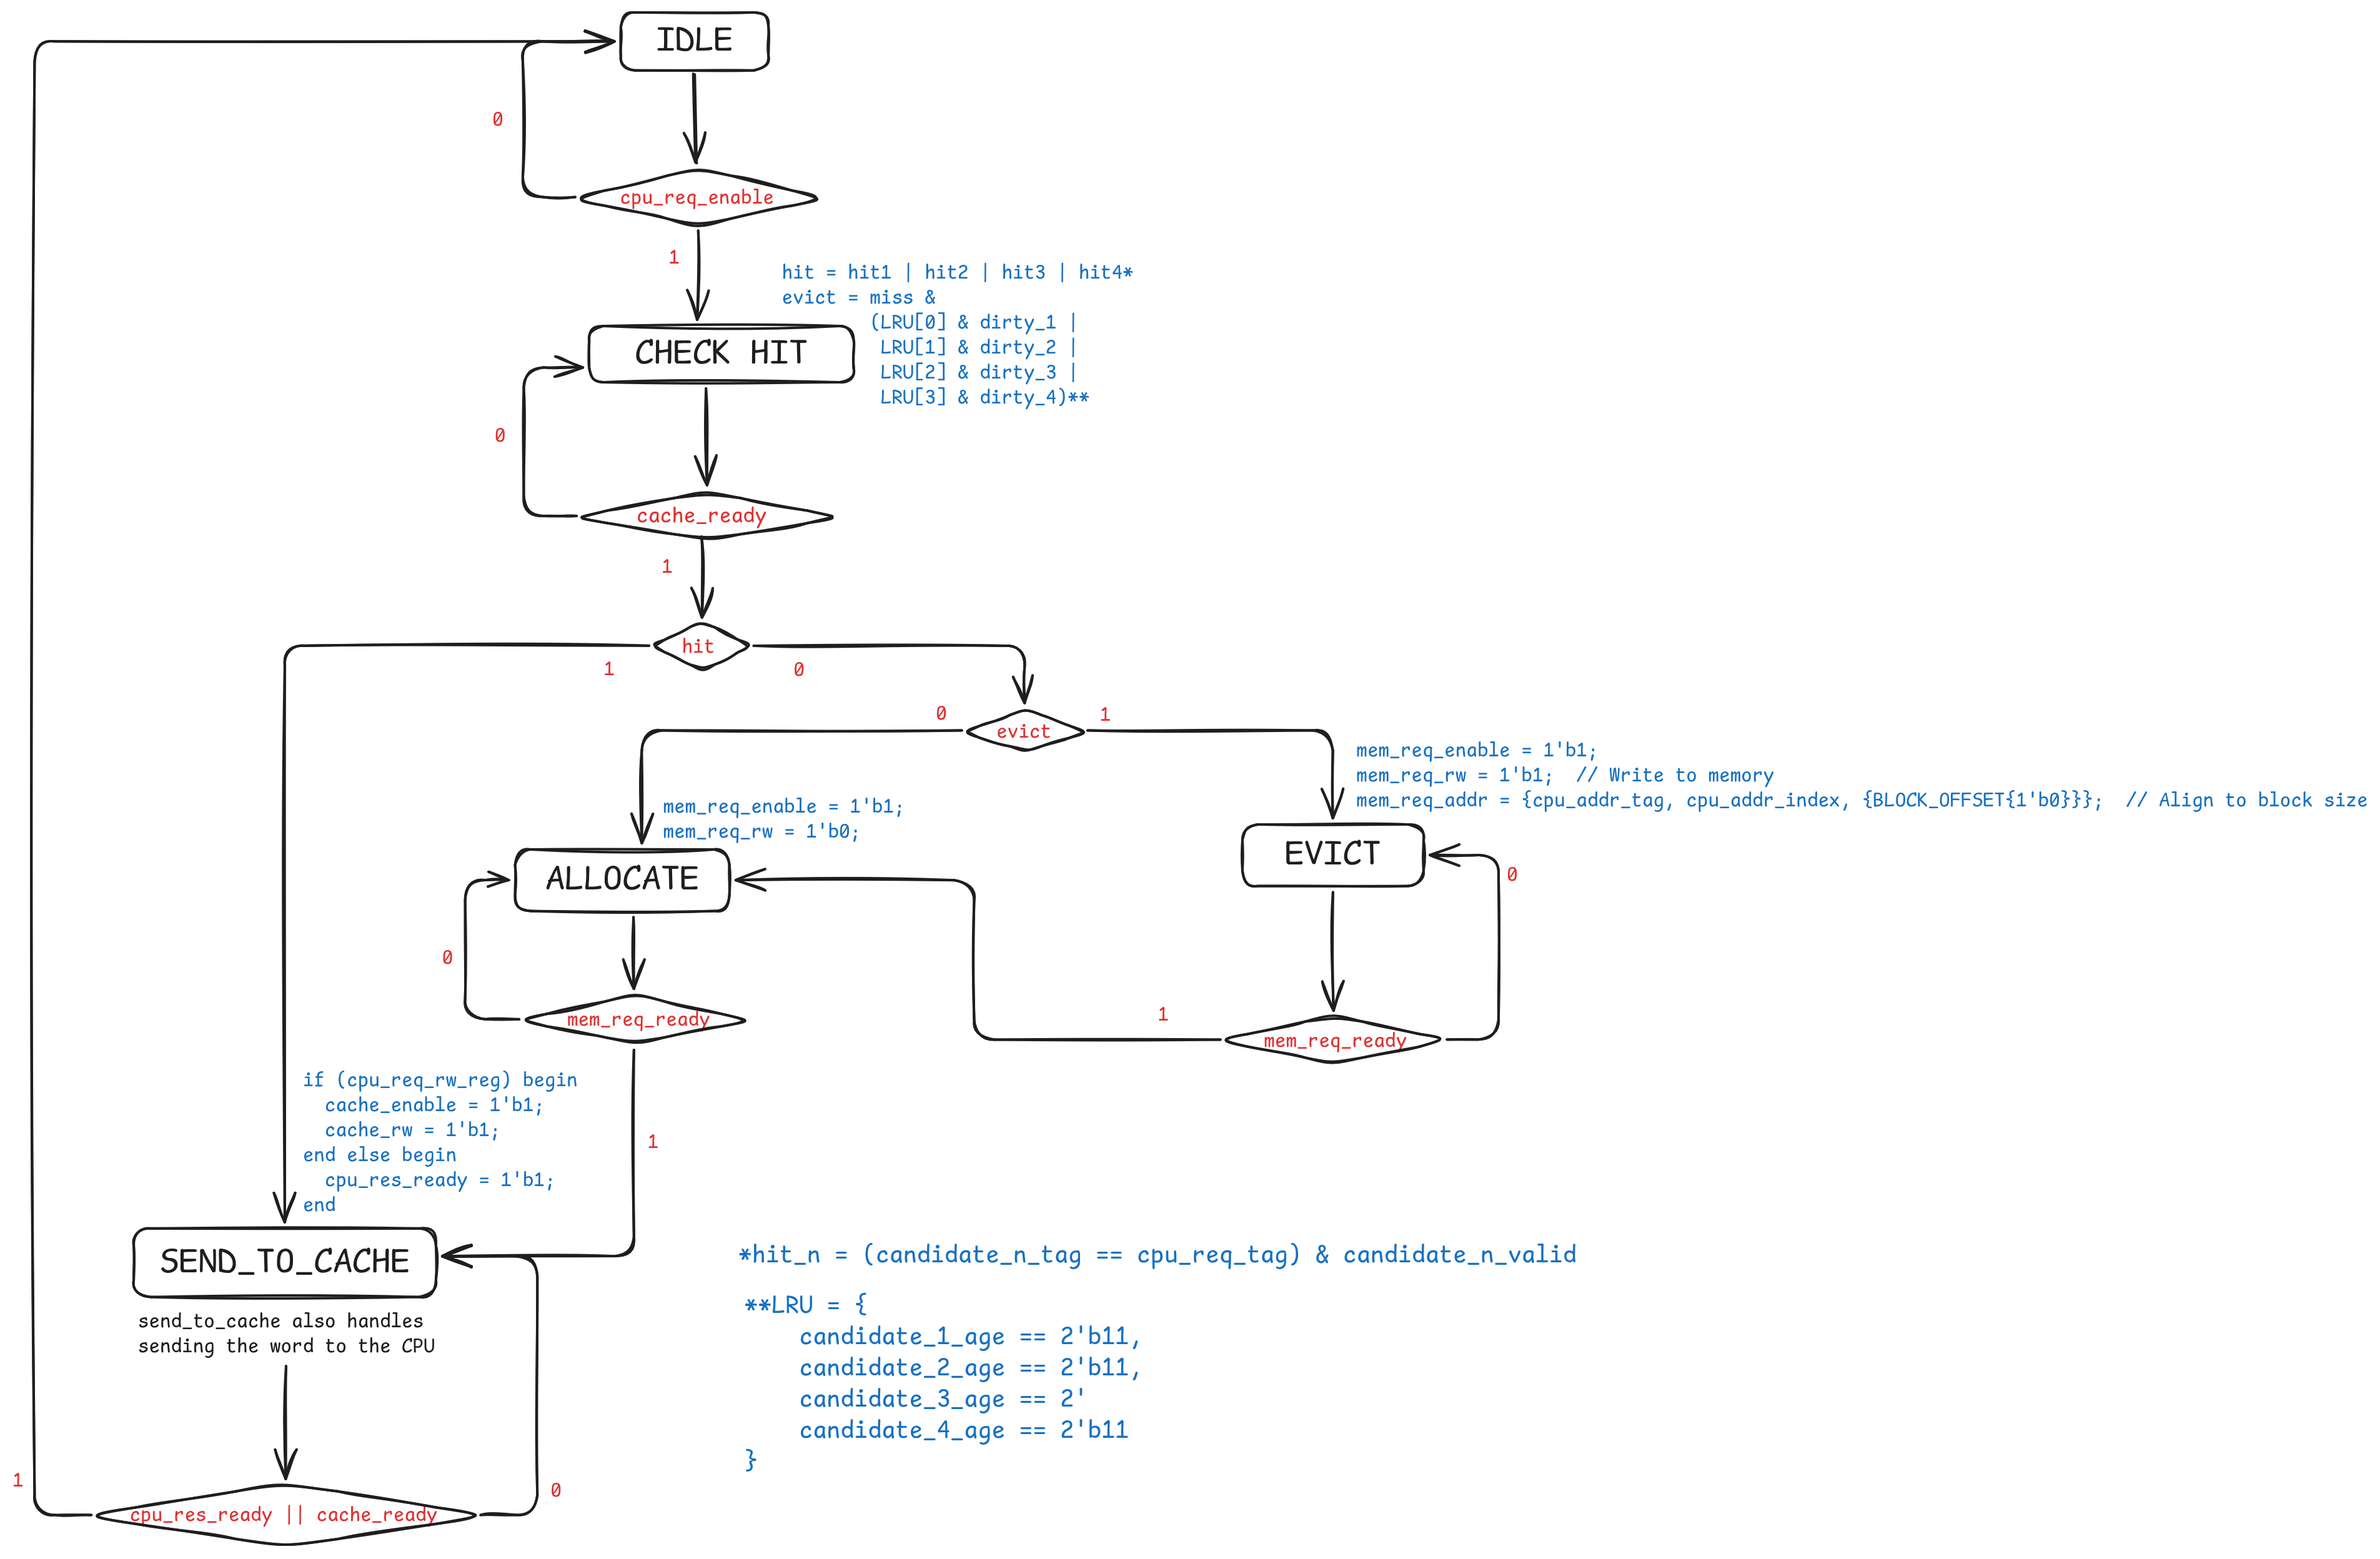 IDLE
0
cpu_req_enable
1
hit = hit1 | hit2 | hit3 | hit4*
evict = miss &
(LRU[0] & dirty_1 |
LRU[1] & dirty_2 |
LRU[2] & dirty_3 |
LRU[3] & dirty_4)**
CHECK HIT
0
cache_ready
1
hit
1
0
0
evict
1
mem_req_enable = 1'b1;
mem_req_rw = 1'b1;  // Write to memory
mem_req_addr = {cpu_addr_tag, cpu_addr_index, {BLOCK_OFFSET{1'b0}}};  // Align to block size
mem_req_enable = 1'b1;
mem_req_rw = 1'b0;
EVICT
0
ALLOCATE
0
mem_req_ready
1
mem_req_ready
if (cpu_req_rw_reg) begin
cache_enable = 1'b1;
cache_rw = 1'b1;
end else begin
cpu_res_ready = 1'b1;
end
1
SEND_TO_CACHE
send_to_cache also handles
sending the word to the CPU
*hit_n = (candidate_n_tag == cpu_req_tag) & candidate_n_valid
**LRU = {
candidate_1_age == 2'b11,
candidate_2_age == 2'b11,
candidate_3_age == 2'
candidate_4_age == 2'b11
}
1
cpu_res_ready || cache_ready
0